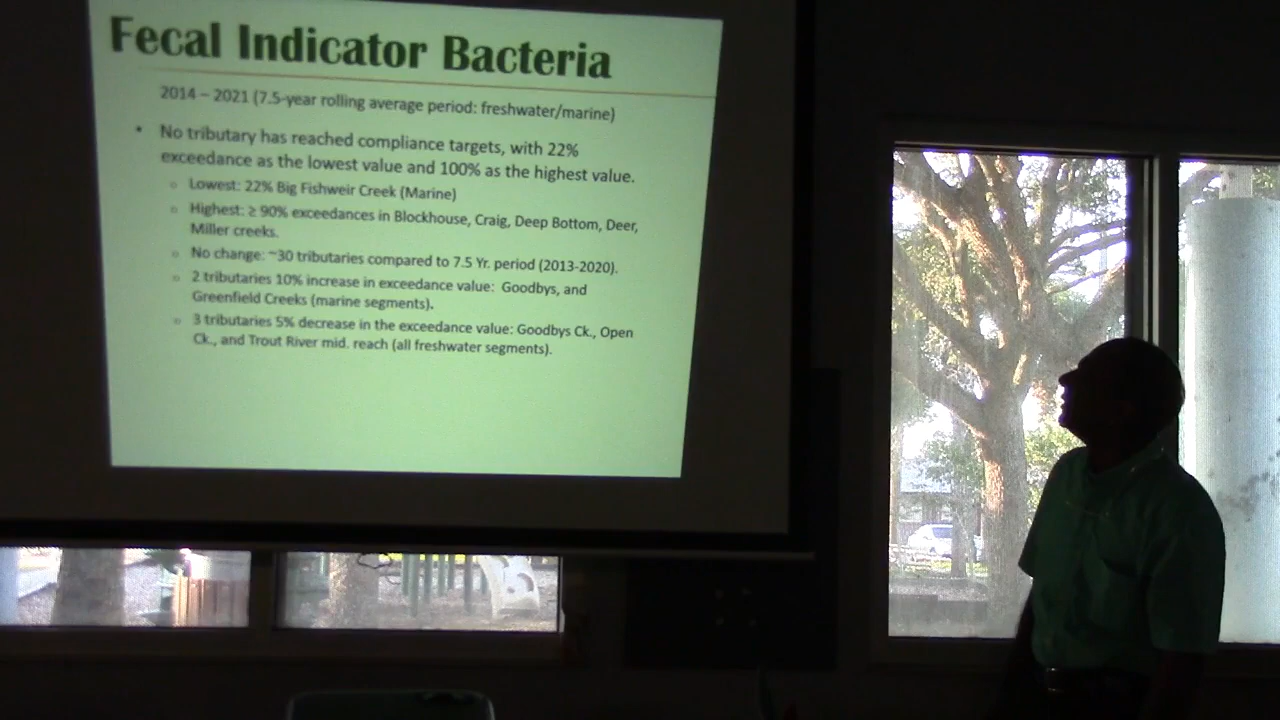 Fecal Indicator Bacteria
2014 – 2021 (7.5-year rolling average period: freshwater/marine)
• No tributary has reached compliance targets, with 22%
exceedance as the lowest value and 100% as the highest value.
○ Lowest: 22% Big Fishweir Creek (Marine)
○ Highest: ≥ 90% exceedances in Blockhouse, Craig, Deep Bottom, Deer,
Miller creeks.
○ No change: ~30 tributaries compared to 7.5 Yr. period (2013-2020).
○ 2 tributaries 10% increase in exceedance value: Goodbys, and
Greenfield Creeks (marine segments).
○ 3 tributaries 5% decrease in the exceedance value: Goodbys Ck., Open
Ck., and Trout River mid. reach (all freshwater segments).